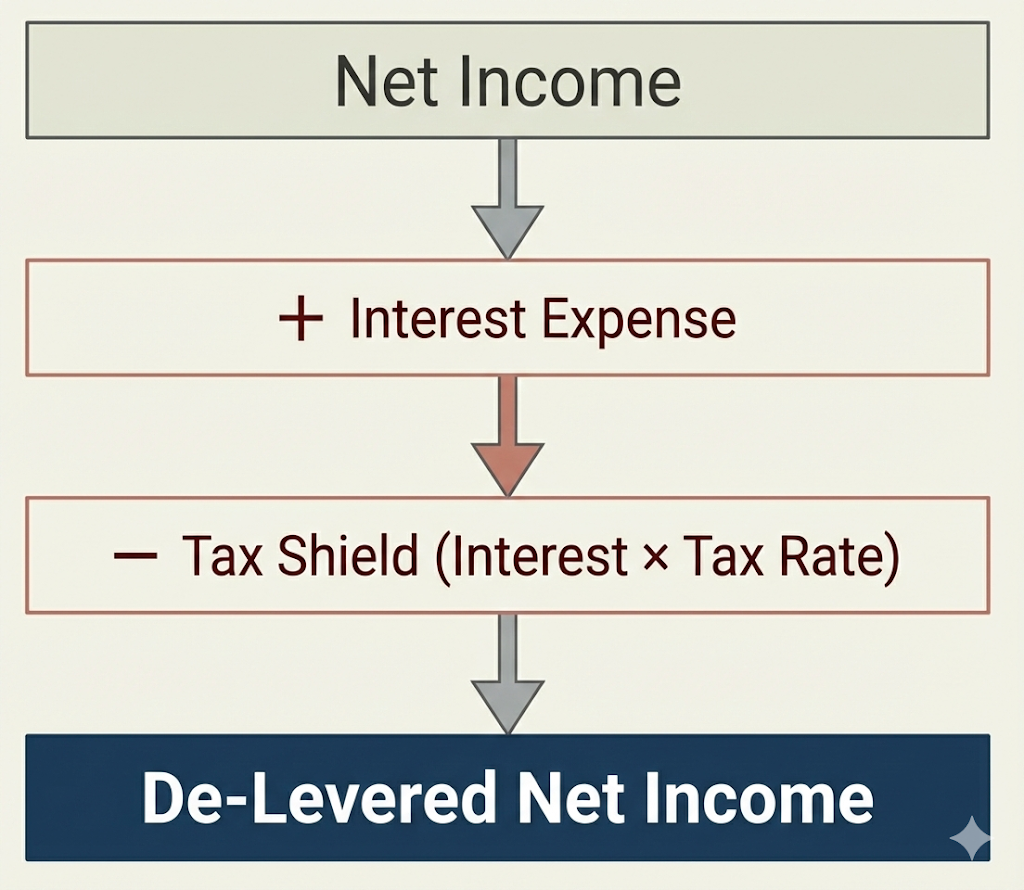 Net Income
+ Interest Expense
− Tax Shield (Interest × Tax Rate)
De-Levered Net Income